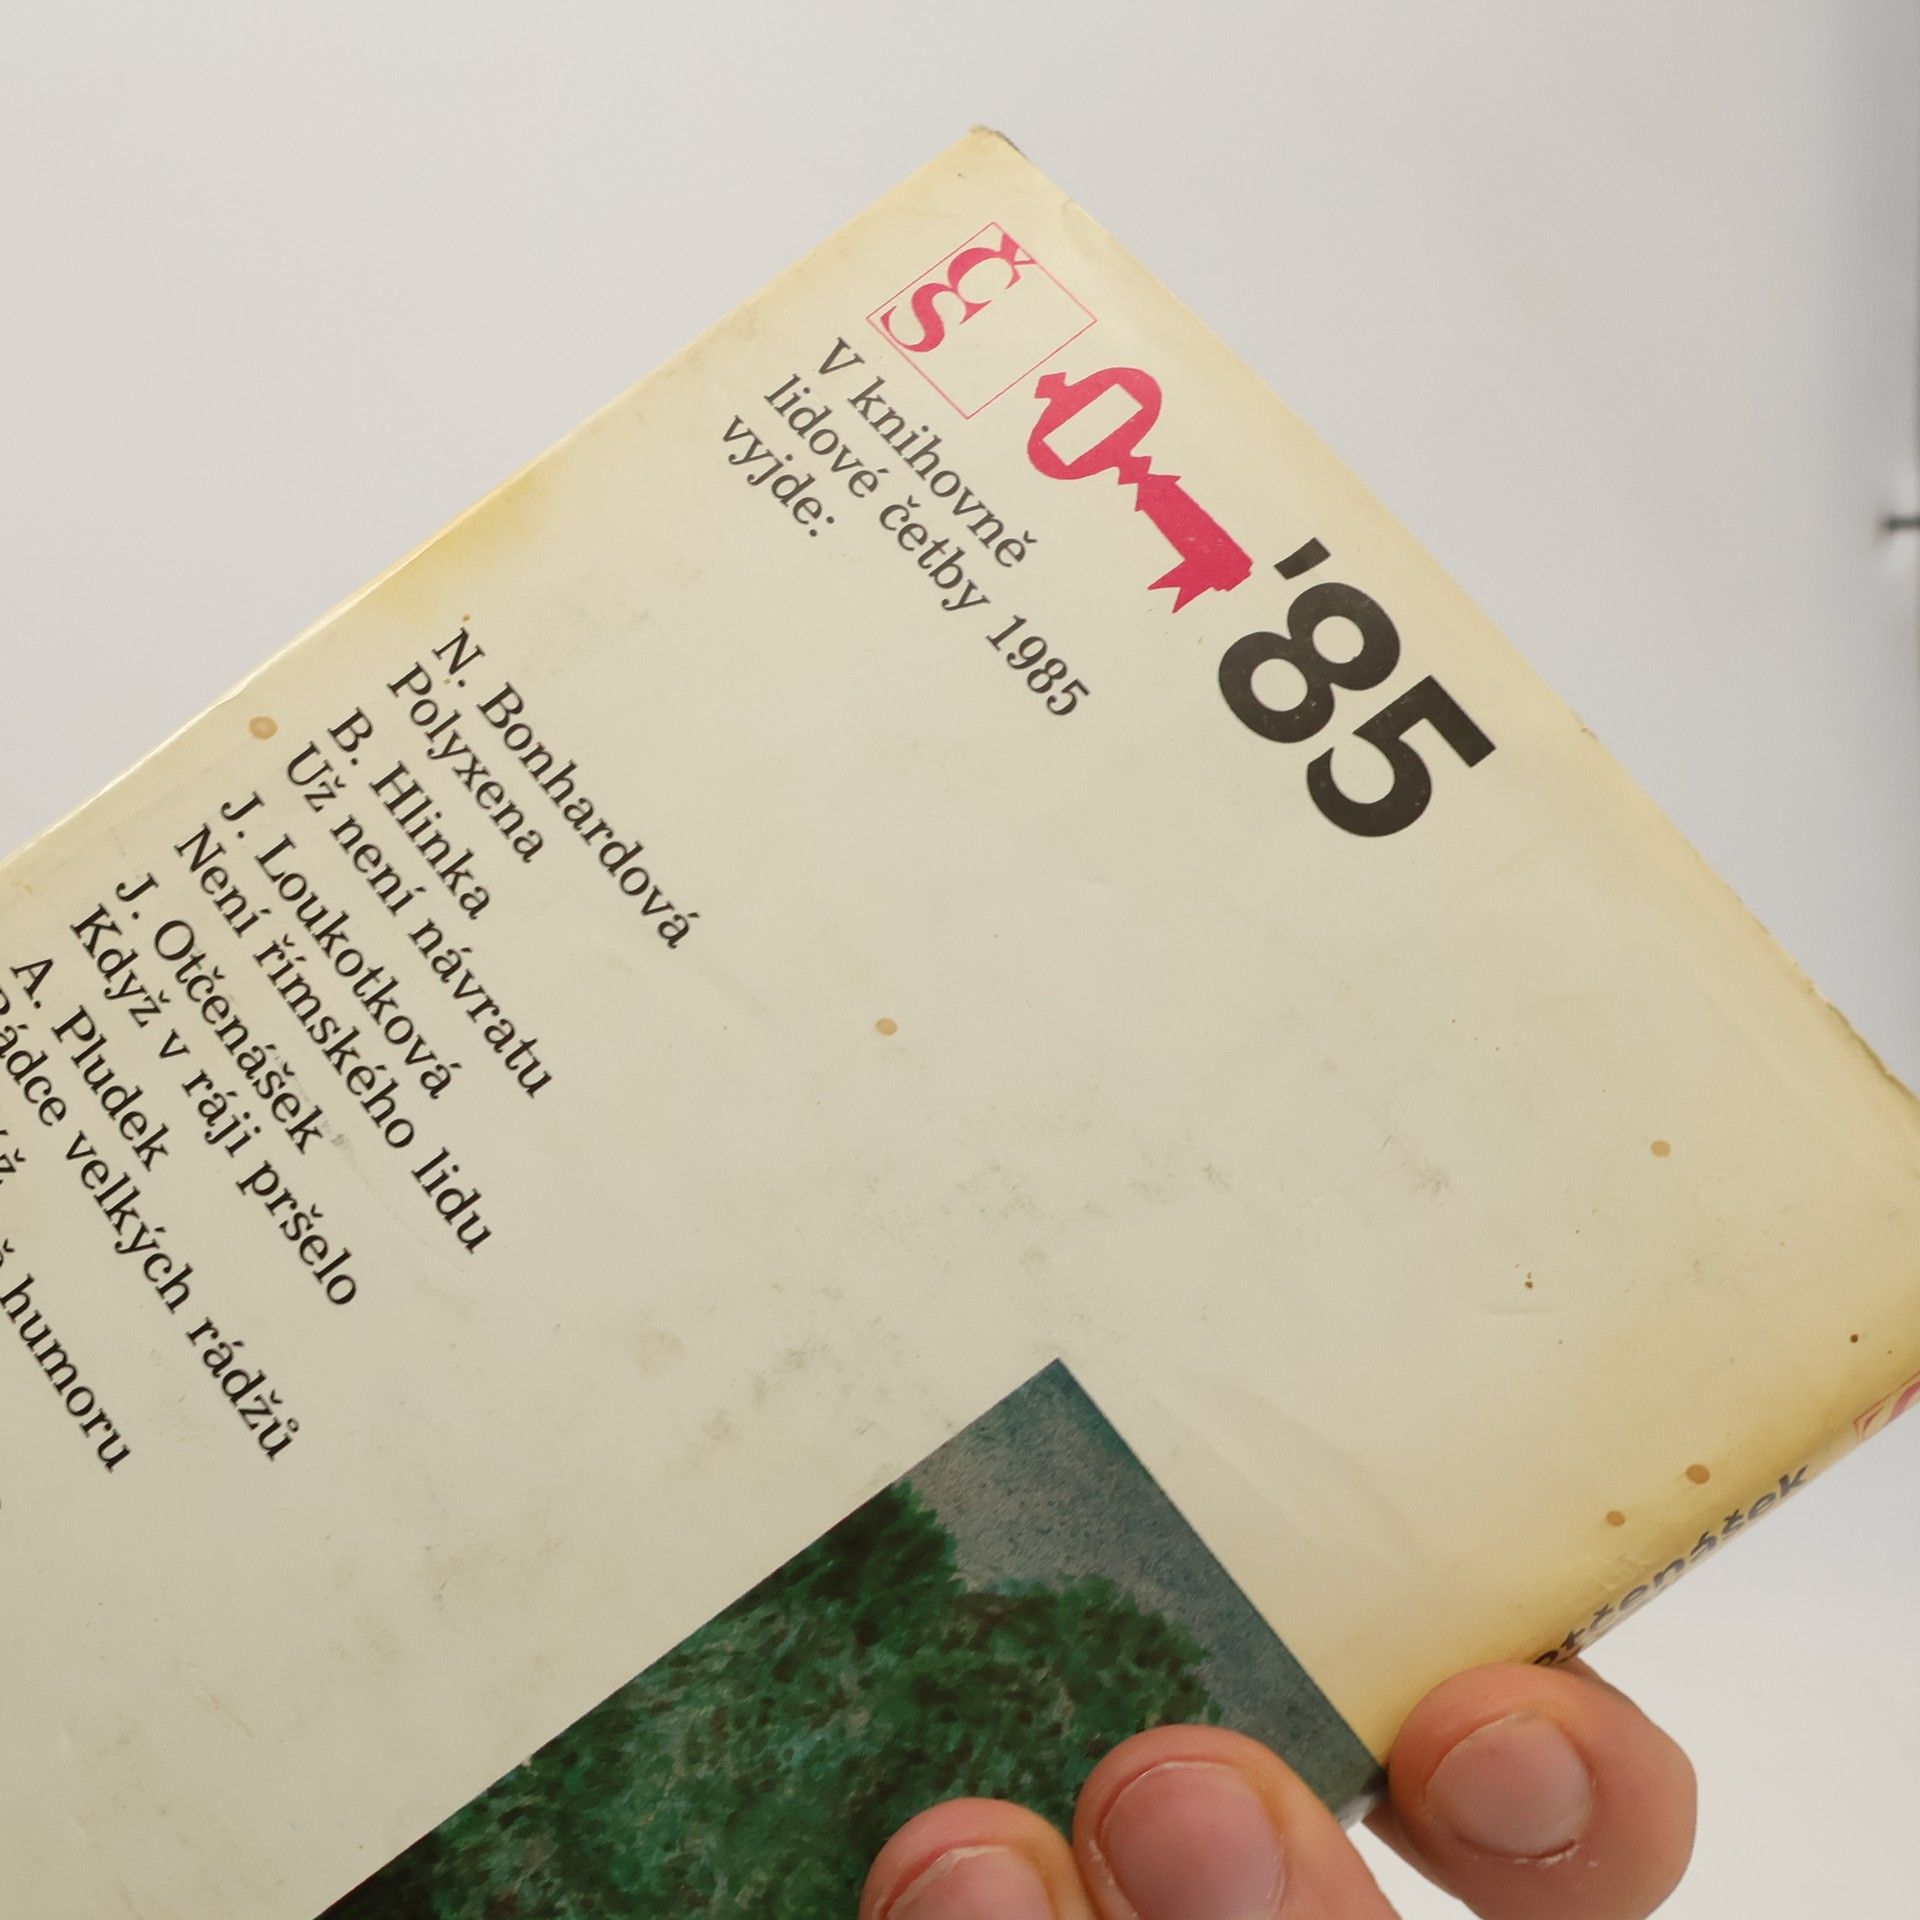 ČS
'85
V knihovně
lidové četby 1985
vyjde:
N. Bonhardová
Polyxena
B. Hlinka
Už není návratu
J. Loukotková
Není římského lidu
J. Otčenášek
Když v ráji pršelo
A. Pludek
Rádce velkých rádžů
humoru
Otčenášek